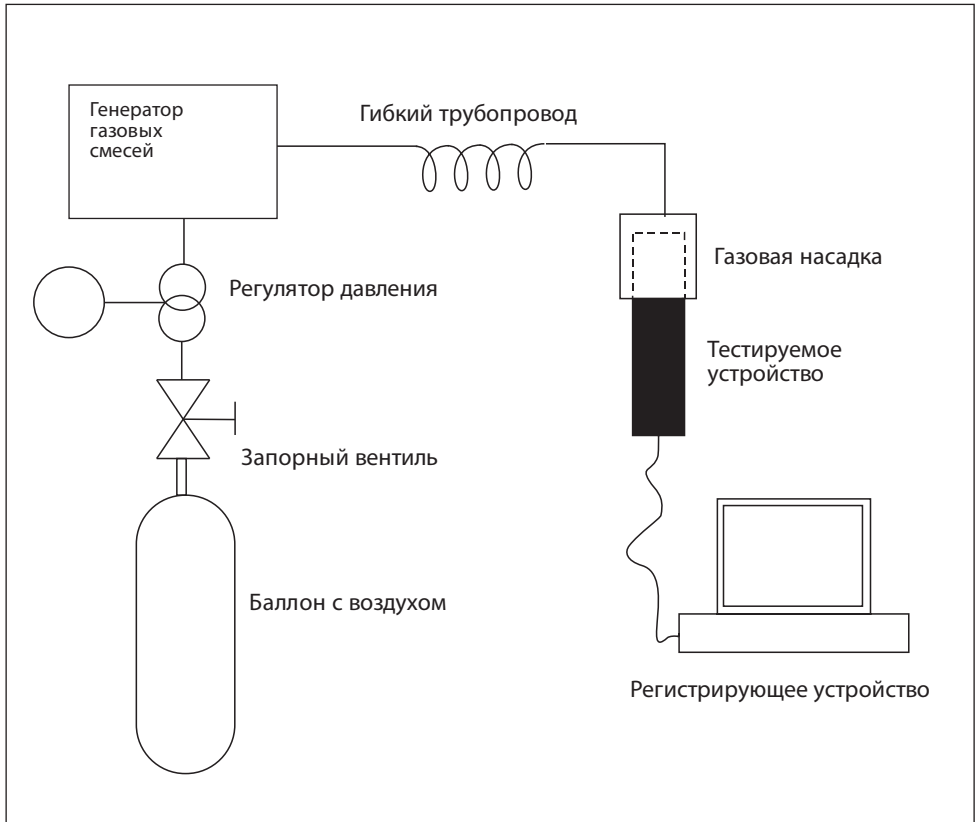 Генератор
газовых
смесей
Гибкий трубопровод
Газовая насадка
Регулятор давления
Тестируемое
устройство
Запорный вентиль
Баллон с воздухом
Регистрирующее устройство